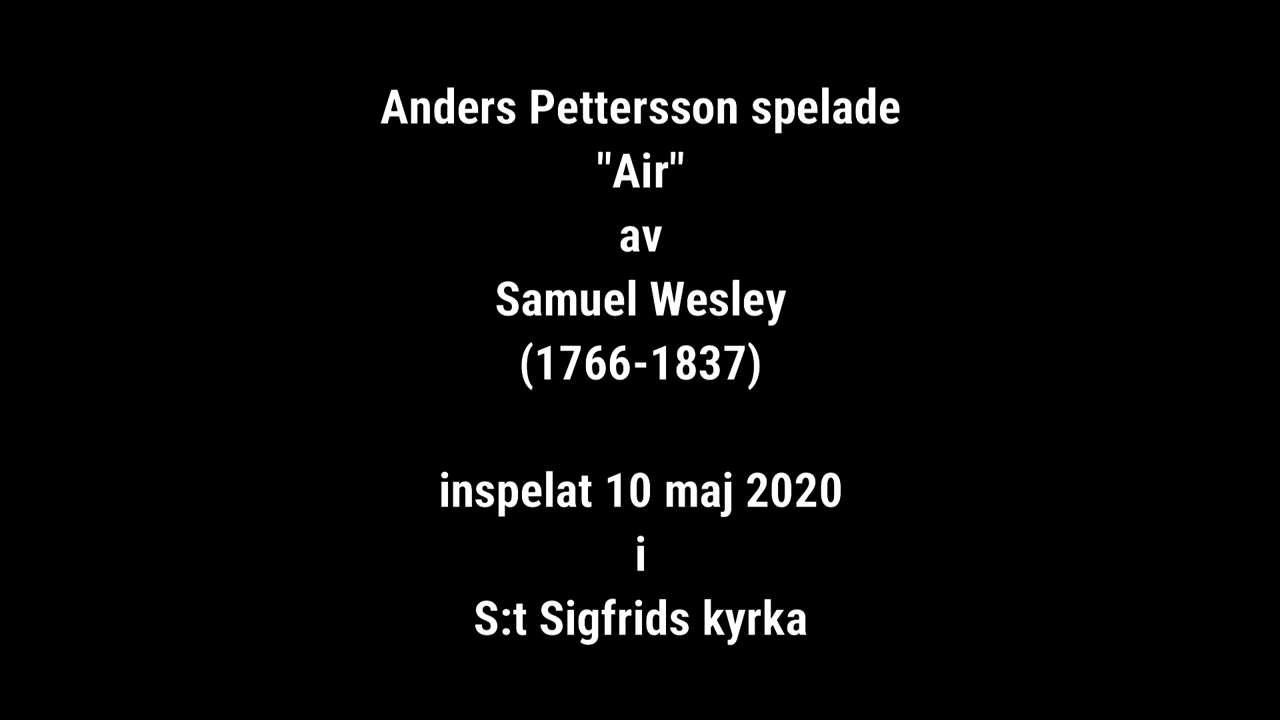 Anders Pettersson spelade
"Air"
av
Samuel Wesley
(1766-1837)
inspelat 10 maj 2020
i
S:t Sigfrids kyrka